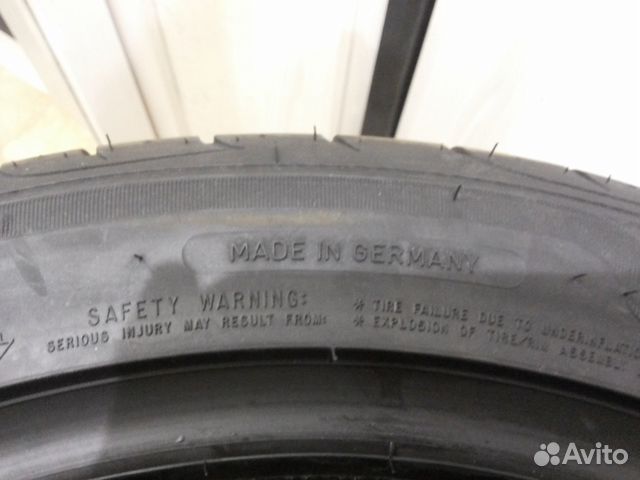 MADE IN GERMANY
SAFETY WARNING:
SERIOUS INJURY MAY RESULT FROM:
* TIRE FAILURE DUE TO UNDERINFLATI
* EXPLOSION OF TIRE/RIM ASSEMBLY
Avito